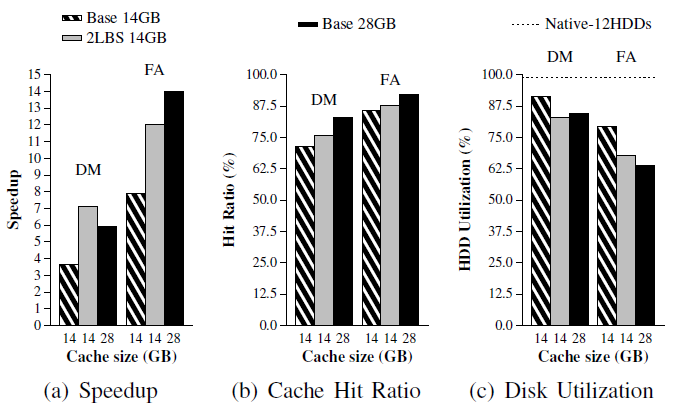 Base 14GB
2LBS 14GB
Base 28GB
Native-12HDDs
15
14
13
12
11
10
9
8
7
6
5
4
3
2
1
0
Speedup
DM
FA
14 14 28 14 14 28
Cache size (GB)
(a) Speedup
100.0
87.5
75.0
62.5
50.0
37.5
25.0
12.5
0.0
Hit Ratio (%)
DM
FA
14 14 28 14 14 28
Cache size (GB)
(b) Cache Hit Ratio
100.0
87.5
75.0
62.5
50.0
37.5
25.0
12.5
0.0
HDD Utilization (%)
DM
FA
14 14 28 14 14 28
Cache size (GB)
(c) Disk Utilization